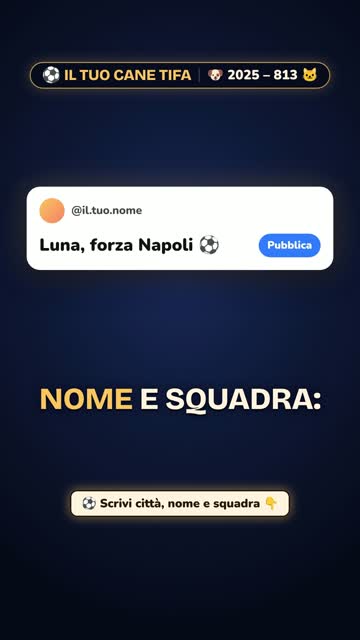 ⚽ IL TUO CANE TIFA | 🐶 2025 – 813 🐱
@il.tuo.nome
Luna, forza Napoli ⚽
Pubblica
NOME E SQUADRA:
⚽ Scrivi città, nome e squadra 👇